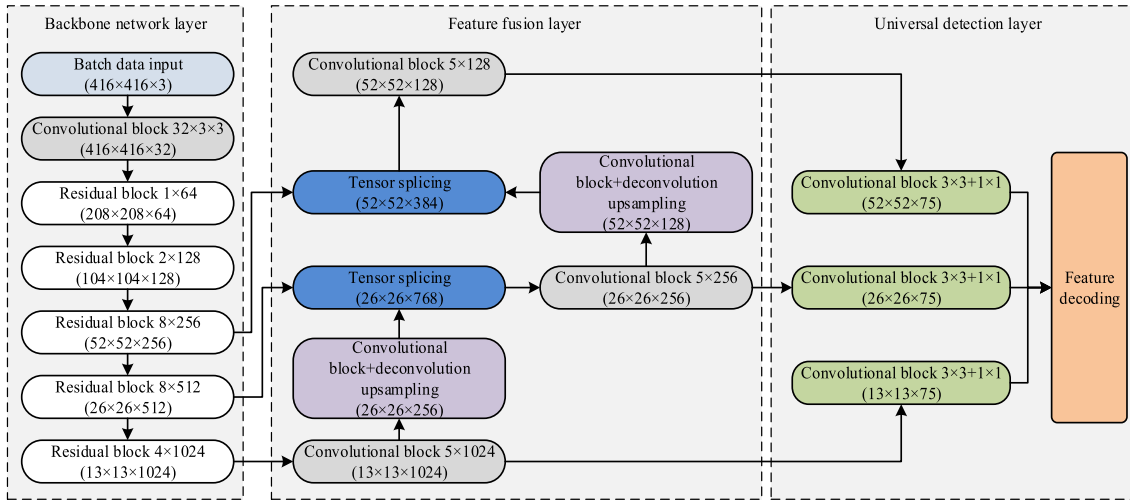 Backbone network layer
Batch data input
(416×416×3)
Convolutional block 32×3×3
(416×416×32)
Residual block 1×64
(208×208×64)
Residual block 2×128
(104×104×128)
Residual block 8×256
(52×52×256)
Residual block 8×512
(26×26×512)
Residual block 4×1024
(13×13×1024)
Feature fusion layer
Convolutional block 5×128
(52×52×128)
Tensor splicing
(52×52×384)
Convolutional
block+deconvolution
upsampling
(52×52×128)
Tensor splicing
(26×26×768)
Convolutional block 5×256
(26×26×256)
Convolutional
block+deconvolution
upsampling
(26×26×256)
Convolutional block 5×1024
(13×13×1024)
Universal detection layer
Convolutional block 3×3+1×1
(52×52×75)
Convolutional block 3×3+1×1
(26×26×75)
Convolutional block 3×3+1×1
(13×13×75)
Feature
decoding